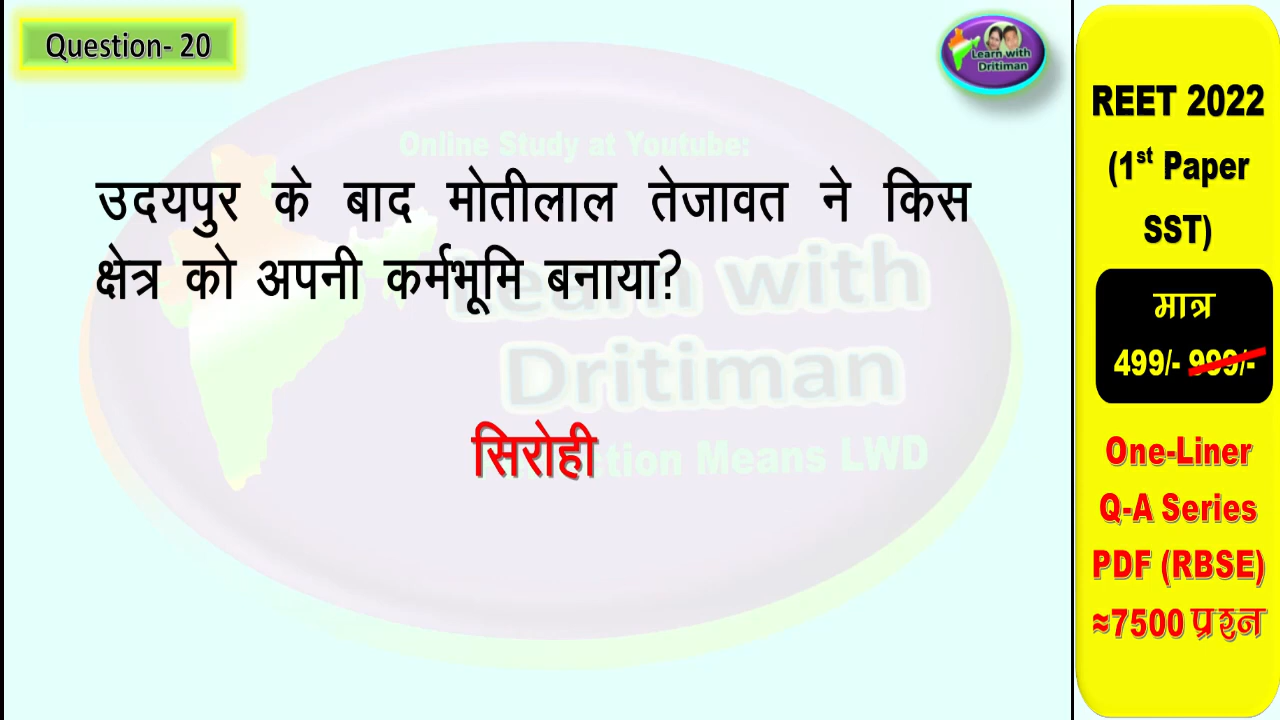 Question- 20
Learn with
Dritiman
Online Study at Youtube:
उदयपुर के बाद मोतीलाल तेजावत ने किस
क्षेत्र को अपनी कर्मभूमि बनाया?
Learn with
Dritiman
सिरोही
Means LWD
REET 2022
(1st Paper
SST)
मात्र
499/- 999/-
One-Liner
Q-A Series
PDF (RBSE)
≈7500 प्रश्न